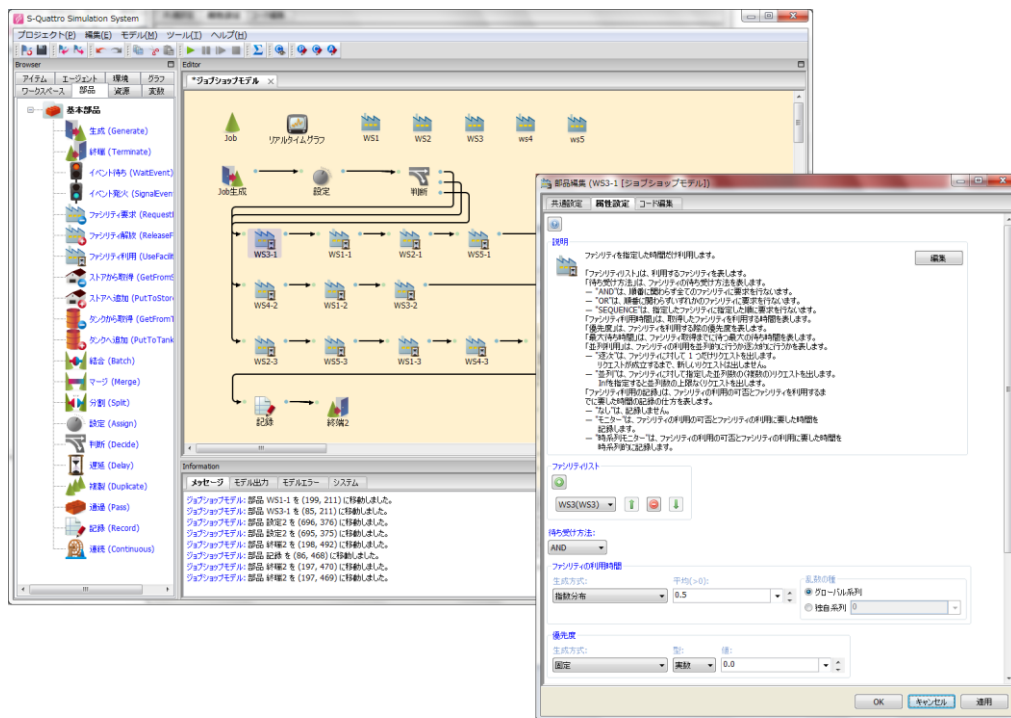 S-Quattro Simulation System
プロジェクト(P) 編集(E) モデル(M) ツール(T) ヘルプ(H)
Browser
アイテム エージェント 環境 グラフ
ワークスペース 部品 資源 変数
基本部品
生成 (Generate)
終端 (Terminate)
イベント待ち (WaitEvent)
イベント発火 (SignalEven
ファシリティ要求 (Request
ファシリティ解放 (ReleaseF
ファシリティ利用 (UseFacilit
ストアから取得 (GetFromS
ストアへ追加 (PutToStor
タンクから取得 (GetFromT
タンクへ追加 (PutToTank
結合 (Batch)
マージ (Merge)
分割 (Split)
設定 (Assign)
判断 (Decide)
遅延 (Delay)
複製 (Duplicate)
通過 (Pass)
記録 (Record)
連続 (Continuous)
Editor
*ジョブショップモデル
Job リアルタイムグラフ WS1 WS2 WS3 ws4 ws5
Job生成 設定 判断
WS3-1 WS1-1 WS2-1 WS5-1
WS4-2 WS1-2 WS3-2
WS2-3 WS5-3 WS1-3 WS4-3
記録 終端2
Information
メッセージ モデル出力 モデルエラー システム
ジョブショップモデル: 部品 WS1-1 を (199, 211) に移動しました。
ジョブショップモデル: 部品 WS3-1 を (85, 211) に移動しました。
ジョブショップモデル: 部品 設定2 を (696, 376) に移動しました。
ジョブショップモデル: 部品 設定2 を (695, 375) に移動しました。
ジョブショップモデル: 部品 終端2 を (198, 492) に移動しました。
ジョブショップモデル: 部品 記録 を (86, 468) に移動しました。
ジョブショップモデル: 部品 終端2 を (197, 470) に移動しました。
ジョブショップモデル: 部品 終端2 を (197, 469) に移動しました。
部品編集 (WS3-1 [ジョブショップモデル])
共通設定 属性設定 コード編集
説明
ファシリティを指定した時間だけ利用します。
編集
「ファシリティリスト」は、利用するファシリティを表します。
「待ち受け方法」は、ファシリティの待ち受け方法を表します。
— "AND"は、順番に関わらず全てのファシリティに要求を行ないます。
— "OR"は、順番に関わらずいずれかのファシリティに要求を行ないます。
— "SEQUENCE"は、指定したファシリティに指定した順に要求を行ないます。
「ファシリティ利用時間」は、取得したファシリティを利用する時間を表します。
「優先度」は、ファシリティを利用する際の優先度を表します。
「最大待ち時間」は、ファシリティ取得までに待つ最大の待ち時間を表します。
「並列利用」は、ファシリティの利用を並列的に行うか逐次的に行うかを表します。
— "逐次"は、ファシリティに対して 1 つだけリクエストを出します。
リクエストが成立するまで、新しいリクエストは出しません。
— "並列"は、ファシリティに対して指定した並列数の(複数の)リクエストを出します。
Infを指定すると並列数の上限なくリクエストを出します。
「ファシリティ利用の記録」は、ファシリティの利用の可否とファシリティを利用するま
でに要した時間の記録の仕方を表します。
— "なし"は、記録しません。
— "モニター"は、ファシリティの利用の可否とファシリティの利用に要した時間を
記録します。
— "時系列モニター"は、ファシリティの利用の可否とファシリティの利用に要した時間を
時系列的に記録します。
ファシリティリスト
WS3(WS3)
待ち受け方法:
AND
ファシリティの利用時間
生成方式: 平均(>0): 乱数の種
指数分布 0.5 グローバル系列
独自系列 0
優先度
生成方式: 型: 値:
固定 実数 0.0
OK キャンセル 適用